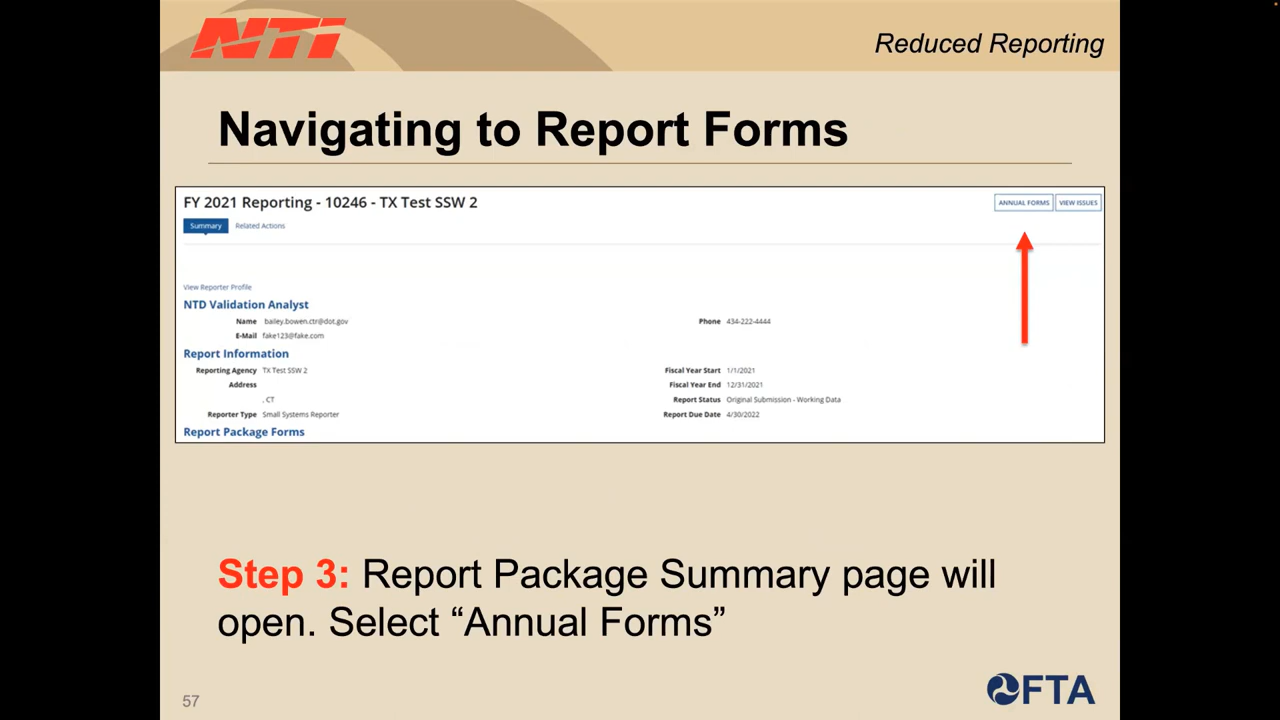 NTI
Reduced Reporting
Navigating to Report Forms
FY 2021 Reporting - 10246 - TX Test SSW 2
ANNUAL FORMS VIEW ISSUES
Summary Related Actions
View Reporter Profile
NTD Validation Analyst
Name bailey.bowen.ctr@dot.gov Phone 434-222-4444
E-Mail fake123@fake.com
Report Information
Reporting Agency TX Test SSW 2 Fiscal Year Start 1/1/2021
Address Fiscal Year End 12/31/2021
, CT Report Status Original Submission - Working Data
Reporter Type Small Systems Reporter Report Due Date 4/30/2022
Report Package Forms
Step 3: Report Package Summary page will
open. Select “Annual Forms”
57
FTA